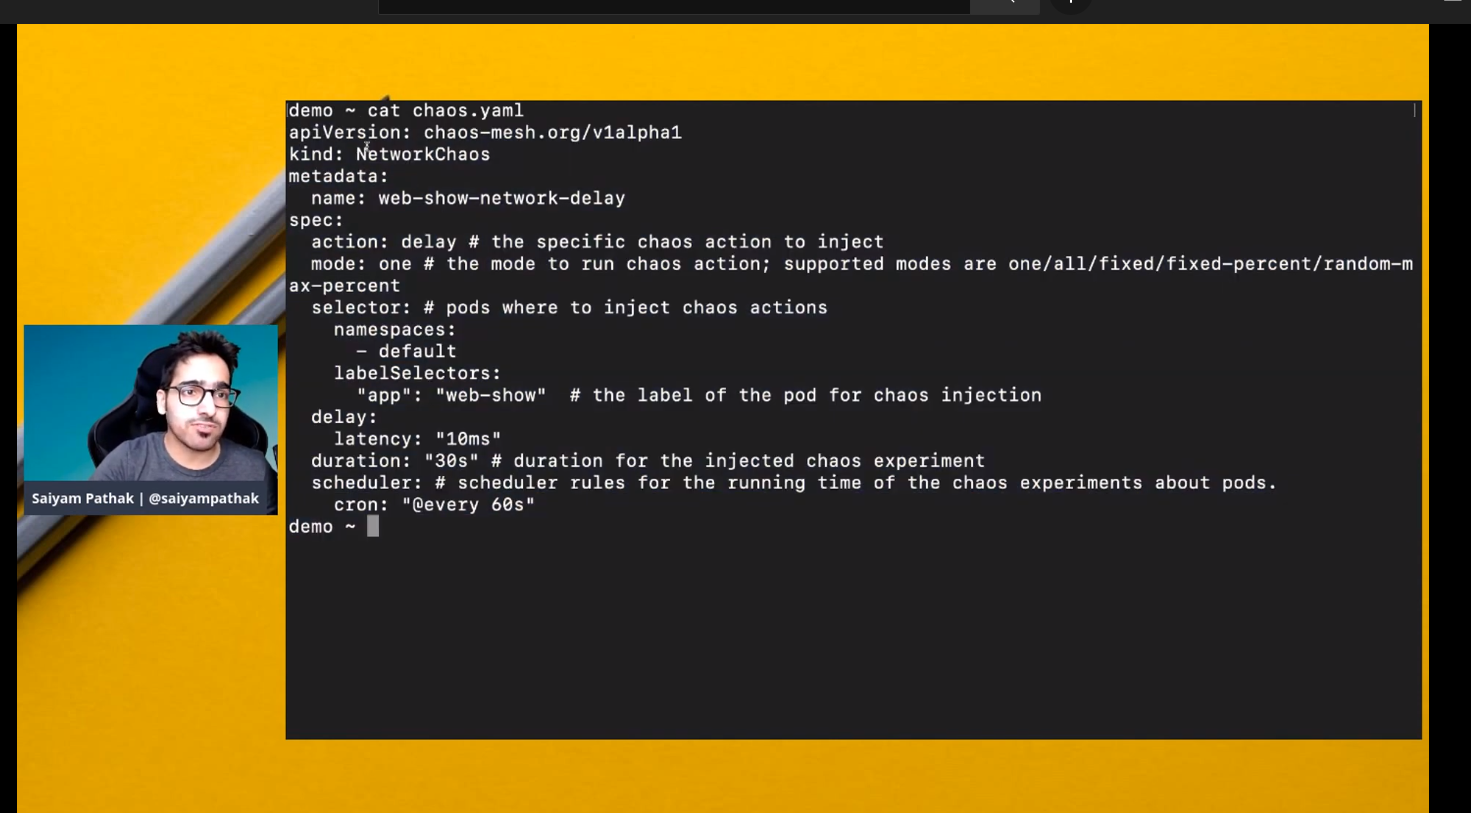 demo ~ cat chaos.yaml
apiVersion: chaos-mesh.org/v1alpha1
kind: NetworkChaos
metadata:
  name: web-show-network-delay
spec:
  action: delay # the specific chaos action to inject
  mode: one # the mode to run chaos action; supported modes are one/all/fixed/fixed-percent/random-m
ax-percent
  selector: # pods where to inject chaos actions
    namespaces:
      - default
    labelSelectors:
      "app": "web-show"  # the label of the pod for chaos injection
  delay:
    latency: "10ms"
  duration: "30s" # duration for the injected chaos experiment
  scheduler: # scheduler rules for the running time of the chaos experiments about pods.
    cron: "@every 60s"
demo ~
Saiyam Pathak | @saiyampathak